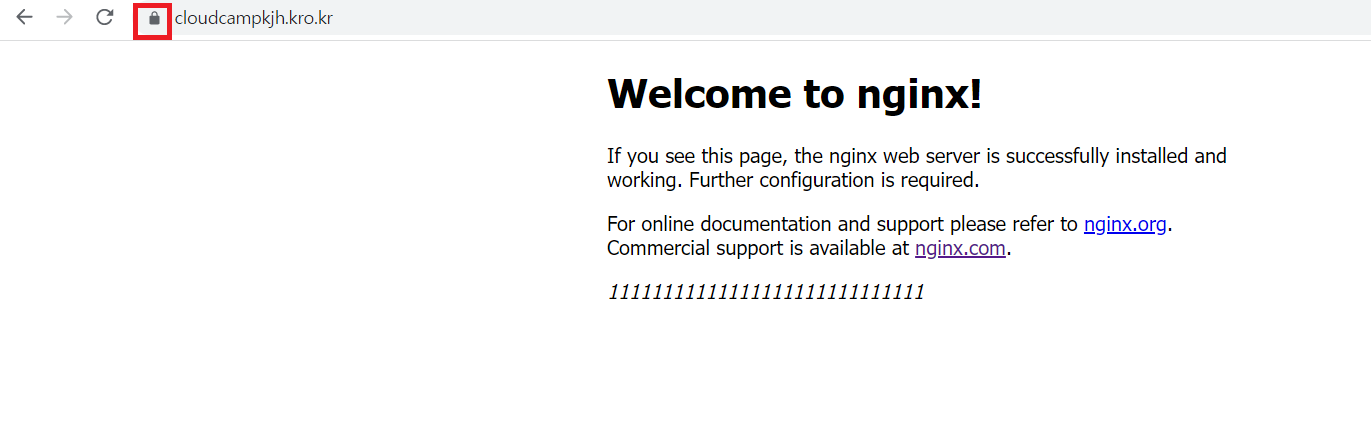 cloudcampkjh.kro.kr
Welcome to nginx!
If you see this page, the nginx web server is successfully installed and
working. Further configuration is required.
For online documentation and support please refer to nginx.org.
Commercial support is available at nginx.com.
11111111111111111111111111111